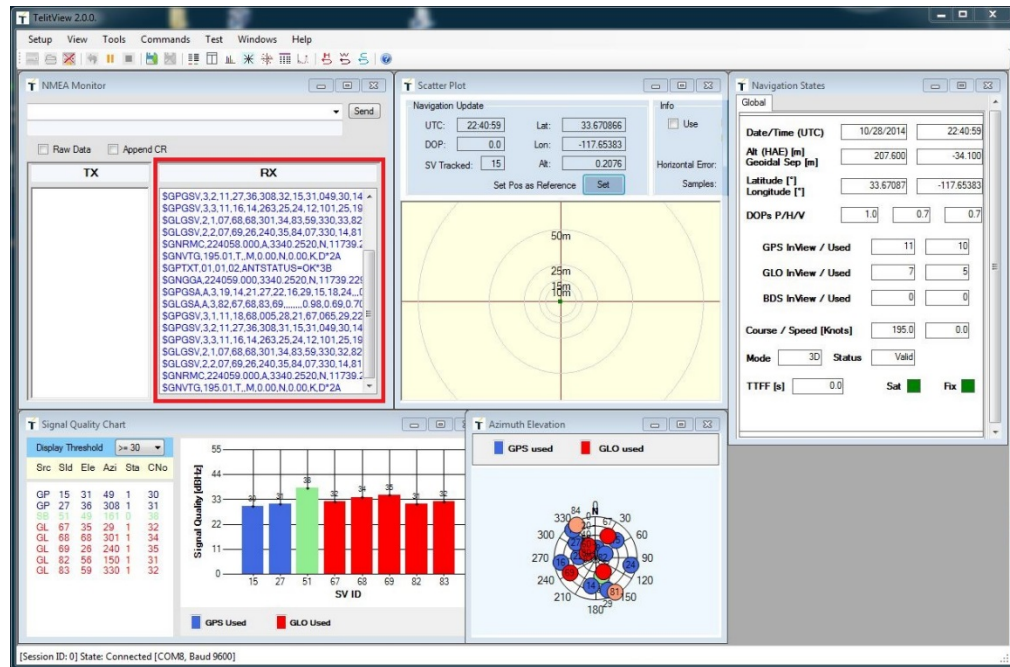 TelitView 2.0.0.
Setup View Tools Commands Test Windows Help
NMEA Monitor
Send
Raw Data Append CR
TX RX
$GPGSV,3,2,11,27,36,308,32,15,31,049,30,14
$GPGSV,3,3,11,16,14,263,25,24,12,101,25,19
$GLGSV,2,1,07,68,68,301,34,83,59,330,33,82
$GLGSV,2,2,07,69,26,240,35,84,07,330,14,81
$GNRMC,224058.000,A,3340.2520,N,11739.2
$GNVTG,195.01,T,,M,0.00,N,0.00,K,D*2A
$GPTXT,01,01,02,ANTSTATUS=OK*3B
$GNGGA,224059.000,3340.2520,N,11739.229
$GPGSA,A,3,19,14,21,27,22,16,29,15,18,24,,,0
$GLGSA,A,3,82,67,68,83,69,,,,,,,,0.98,0.69,0.70
$GPGSV,3,1,11,18,68,005,28,21,67,065,29,22
$GPGSV,3,2,11,27,36,308,31,15,31,049,30,14
$GPGSV,3,3,11,16,14,263,25,24,12,101,25,19
$GLGSV,2,1,07,68,68,301,34,83,59,330,32,82
$GLGSV,2,2,07,69,26,240,35,84,07,330,14,81
$GNRMC,224059.000,A,3340.2520,N,11739.2
$GNVTG,195.01,T,,M,0.00,N,0.00,K,D*2A
Scatter Plot
Navigation Update Info
UTC: 22:40:59 Lat: 33.670866 Use
DOP: 0.0 Lon: -117.65383
SV Tracked: 15 Alt: 0.2076 Horizontal Error:
Set Pos as Reference Set Samples:
50m
25m
15m
10m
Navigation States
Global
Date/Time (UTC) 10/28/2014 22:40:59
Alt (HAE) [m] 207.600 -34.100
Geoidal Sep [m]
Latitude [°] 33.67087 -117.65383
Longitude [°]
DOPs P/H/V 1.0 0.7 0.7
GPS InView / Used 11 10
GLO InView / Used 7 5
BDS InView / Used 0 0
Course / Speed [Knots] 195.0 0.0
Mode 3D Status Valid
TTFF [s] 0.0 Sat Fix
Signal Quality Chart
Display Threshold >= 30
Src SId Ele Azi Sta CNo
GP 15 31 49 1 30
GP 27 36 308 1 31
SB 51 49 161 0 38
GL 67 35 29 1 32
GL 68 68 301 1 34
GL 69 26 240 1 35
GL 82 56 150 1 31
GL 83 59 330 1 32
Signal Quality [dBHz]
55
44
33
22
11
0
30 31 38 32 34 35 31 32
15 27 51 67 68 69 82 83
SV ID
GPS Used GLO Used
Azimuth Elevation
GPS used GLO used
N
0
30
60
90
120
150
180
210
240
270
300
330
84
67
24
14
29
81
[Session ID: 0] State: Connected [COM8, Baud 9600]